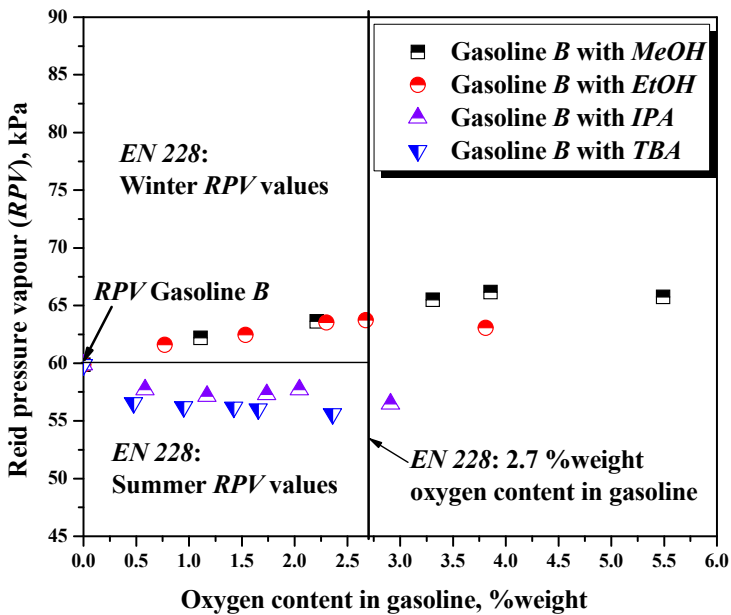 90
85
80
75
70
65
60
55
50
45
Reid pressure vapour (RPV), kPa
Gasoline B with MeOH
Gasoline B with EtOH
Gasoline B with IPA
Gasoline B with TBA
EN 228:
Winter RPV values
RPV Gasoline B
EN 228:
Summer RPV values
EN 228: 2.7 %weight
oxygen content in gasoline
0.0 0.5 1.0 1.5 2.0 2.5 3.0 3.5 4.0 4.5 5.0 5.5 6.0
Oxygen content in gasoline, %weight